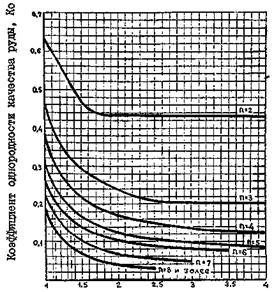 Коэффициент однородности качества руды, Ко
0,7
0,6
0,5
0,4
0,3
0,2
0,1
n=2
n=3
n=4
n=5
n=6
n=7
n=8 и более
1 1,5 2 2,5 3 3,5 4